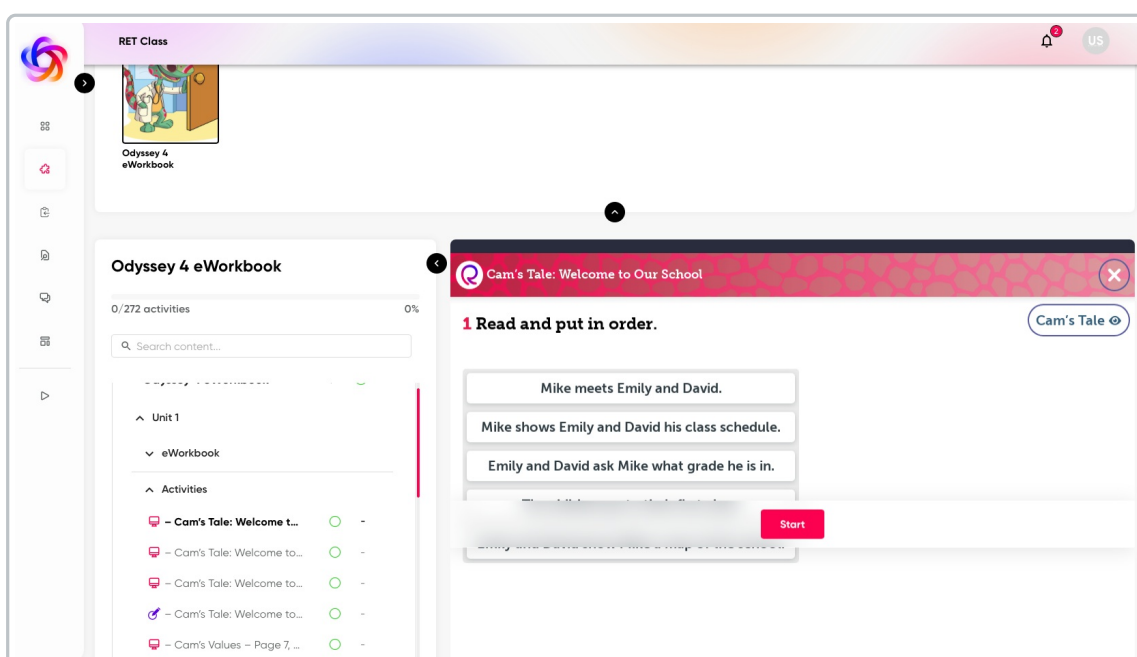 RET Class
2
US
Odyssey 4
eWorkbook
Odyssey 4 eWorkbook
0/272 activities
0%
Search content...
Unit 1
eWorkbook
Activities
– Cam's Tale: Welcome t... -
– Cam's Tale: Welcome to... -
– Cam's Tale: Welcome to... -
– Cam's Tale: Welcome to... -
– Cam's Values – Page 7, ... -
Cam's Tale: Welcome to Our School
1 Read and put in order.
Cam's Tale
Mike meets Emily and David.
Mike shows Emily and David his class schedule.
Emily and David ask Mike what grade he is in.
Start